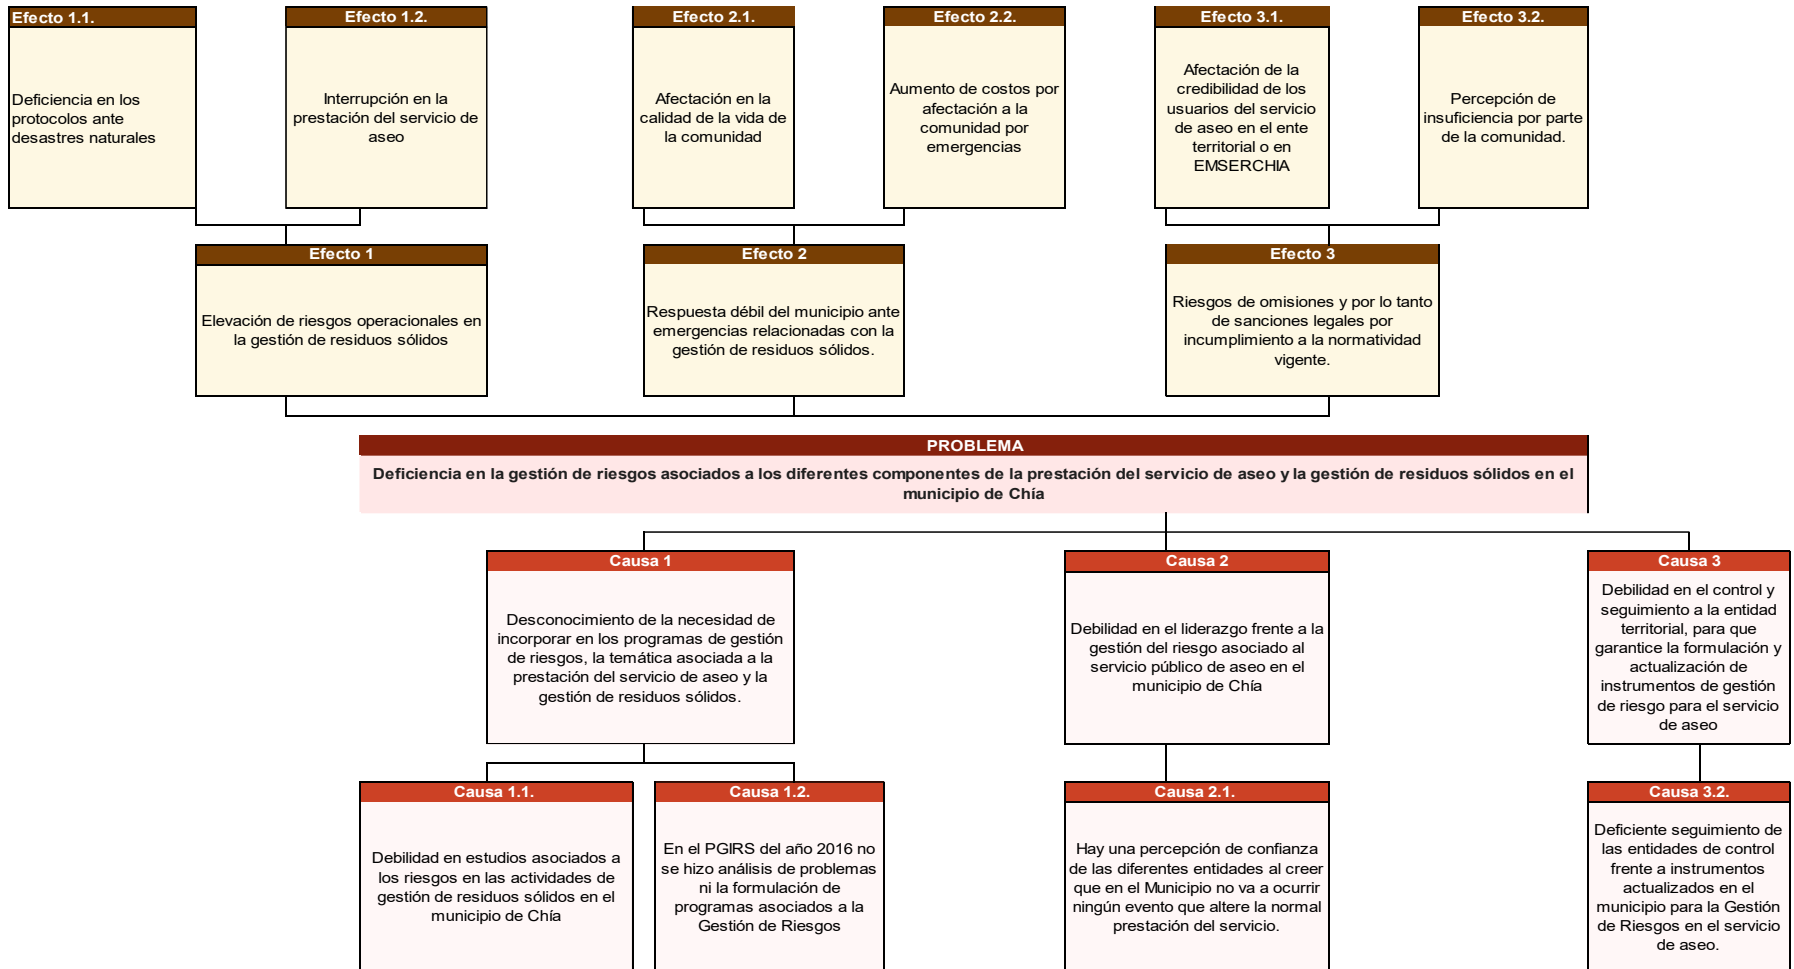 Efecto 1.1.
Deficiencia en los
protocolos ante
desastres naturales
Efecto 1.2.
Interrupción en la
prestación del servicio de
aseo
Efecto 2.1.
Afectación en la
calidad de la vida de
la comunidad
Efecto 2.2.
Aumento de costos por
afectación a la
comunidad por
emergencias
Efecto 3.1.
Afectación de la
credibilidad de los
usuarios del servicio
de aseo en el ente
territorial o en
EMSERCHIA
Efecto 3.2.
Percepción de
insuficiencia por parte
de la comunidad.
Efecto 1
Elevación de riesgos operacionales en
la gestión de residuos sólidos
Efecto 2
Respuesta débil del municipio ante
emergencias relacionadas con la
gestión de residuos sólidos.
Efecto 3
Riesgos de omisiones y por lo tanto
de sanciones legales por
incumplimiento a la normatividad
vigente.
PROBLEMA
Deficiencia en la gestión de riesgos asociados a los diferentes componentes de la prestación del servicio de aseo y la gestión de residuos sólidos en el
municipio de Chía
Causa 1
Desconocimiento de la necesidad de
incorporar en los programas de gestión
de riesgos, la temática asociada a la
prestación del servicio de aseo y la
gestión de residuos sólidos.
Causa 2
Debilidad en el liderazgo frente a la
gestión del riesgo asociado al
servicio público de aseo en el
municipio de Chía
Causa 3
Debilidad en el control y
seguimiento a la entidad
territorial, para que
garantice la formulación y
actualización de
instrumentos de gestión
de riesgo para el servicio
de aseo
Causa 1.1.
Debilidad en estudios asociados a
los riesgos en las actividades de
gestión de residuos sólidos en el
municipio de Chía
Causa 1.2.
En el PGIRS del año 2016 no
se hizo análisis de problemas
ni la formulación de
programas asociados a la
Gestión de Riesgos
Causa 2.1.
Hay una percepción de confianza
de las diferentes entidades al creer
que en el Municipio no va a ocurrir
ningún evento que altere la normal
prestación del servicio.
Causa 3.2.
Deficiente seguimiento de
las entidades de control
frente a instrumentos
actualizados en el
municipio para la Gestión
de Riesgos en el servicio
de aseo.